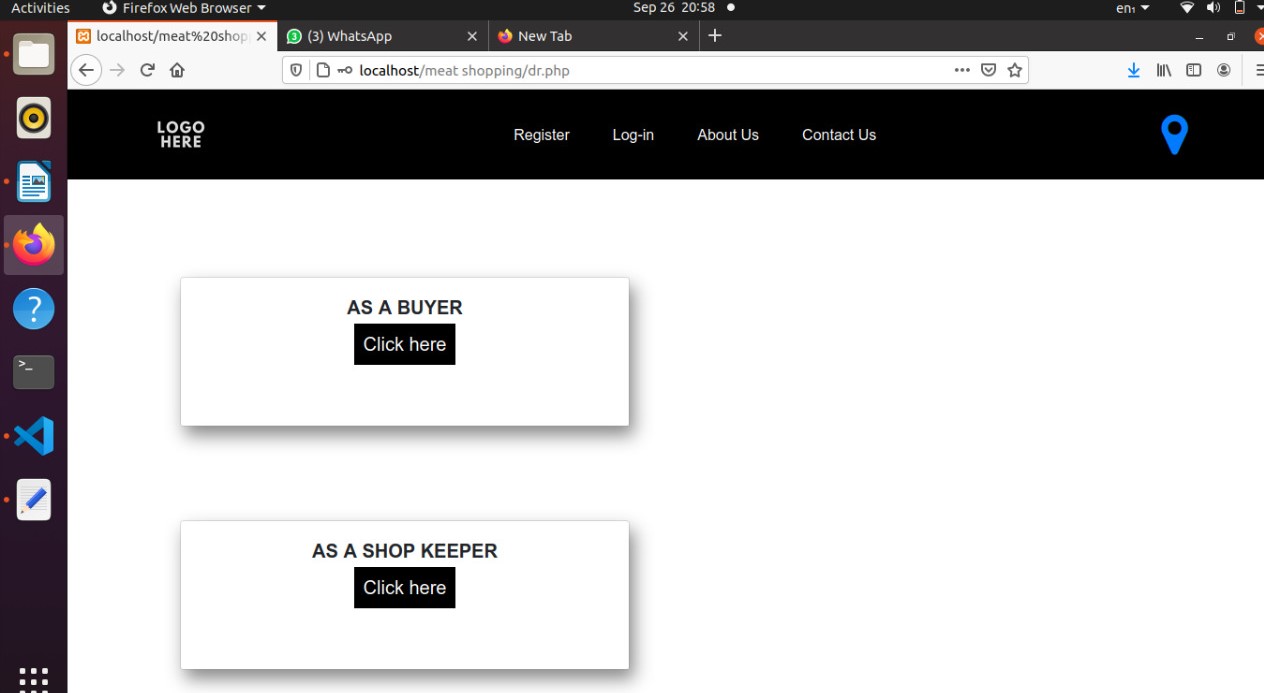 Activities Firefox Web Browser Sep 26 20:58 en₁
localhost/meat%20shop (3) WhatsApp New Tab
localhost/meat shopping/dr.php
LOGO
HERE
Register Log-in About Us Contact Us
AS A BUYER
Click here
AS A SHOP KEEPER
Click here